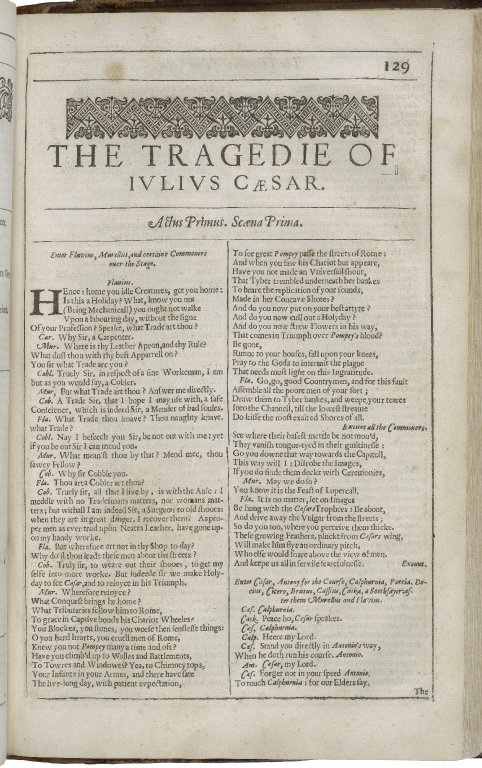 129
THE TRAGEDIE OF
IVLIVS CÆSAR.
Actus Primus. Scœna Prima.
Enter Flauius, Murellus, and certaine Commoners
ouer the Stage.
Flauius.
HEnce: home you idle Creatures, get you home:
Is this a Holiday? What, know you not
(Being Mechanicall) you ought not walke
Vpon a labouring day, without the signe
Of your Profession? Speake, what Trade art thou?
Car. Why Sir, a Carpenter.
Mur. Where is thy Leather Apron, and thy Rule?
What dost thou with thy best Apparrell on?
You sir, what Trade are you?
Cobl. Truely Sir, in respect of a fine Workman, I am
but as you would say, a Cobler.
Mur. But what Trade art thou? Answer me directly.
Cob. A Trade Sir, that I hope I may vse, with a safe
Conscience, which is indeed Sir, a Mender of bad soules.
Fla. What Trade thou knaue? Thou naughty knaue,
what Trade?
Cobl. Nay I beseech you Sir, be not out with me: yet
if you be out Sir, I can mend you.
Mur. What mean'st thou by that? Mend mee, thou
sawcy Fellow?
Cob. Why sir, Cobble you.
Fla. Thou art a Cobler, art thou?
Cob. Truly sir, all that I liue by, is with the Aule: I
meddle with no Tradesmans matters, nor womans mat-
ters; but withall I am indeed Sir, a Surgeon to old shooes:
when they are in great danger, I recouer them. As pro-
per men as euer trod vpon Neats Leather, haue gone vp-
on my handy-worke.
Fla. But wherefore art not in thy Shop to day?
Why do'st thou leade these men about the streets?
Cob. Truly sir, to weare out their shooes, to get my
selfe into more worke. But indeede sir, we make Holy-
day to see Cæsar, and to reioyce in his Triumph.
Mur. Wherefore reioyce?
What Conquest brings he home?
What Tributaries follow him to Rome,
To grace in Captiue bonds his Chariot Wheeles?
You Blockes, you stones, you worse then senslesse things:
O you hard hearts, you cruell men of Rome,
Knew you not Pompey many a time and oft?
Haue you climb'd vp to Walles and Battlements,
To Towres and Windowes? Yea, to Chimney tops,
Your Infants in your Armes, and there haue sate
The liue-long day, with patient expectation,
To see great Pompey passe the streets of Rome:
And when you saw his Chariot but appeare,
Haue you not made an Vniuersall shout,
That Tyber trembled vnderneath her bankes
To heare the replication of your sounds,
Made in her Concaue Shores?
And do you now put on your best attyre?
And do you now cull out a Holyday?
And do you now strew Flowers in his way,
That comes in Triumph ouer Pompeyes blood?
Be gone,
Runne to your houses, fall vpon your knees,
Pray to the Gods to intermit the plague
That needs must light on this Ingratitude.
Fla. Go, go, good Countrymen, and for this fault
Assemble all the poore men of your sort;
Draw them to Tyber bankes, and weepe your teares
Into the Channell, till the lowest streame
Do kisse the most exalted Shores of all.
Exeunt all the Commoners.
See where their basest mettle be not mou'd,
They vanish tongue-tyed in their guiltinesse:
Go you downe that way towards the Capitoll,
This way will I: Disrobe the Images,
If you do finde them deckt with Ceremonies.
Mur. May we do so?
You know it is the Feast of Lupercall.
Fla. It is no matter, let no Images
Be hung with Cæsars Trophees: Ile about,
And driue away the Vulgar from the streets;
So do you too, where you perceiue them thicke.
These growing Feathers, pluckt from Cæsars wing,
Will make him flye an ordinary pitch,
Who else would soare aboue the view of men,
And keepe vs all in seruile fearefulnesse. Exeunt.
Enter Cæsar, Antony for the Course, Calphurnia, Portia, De-
cius, Cicero, Brutus, Cassius, Caska, a Soothsayer: af-
ter them Murellus and Flauius.
Cæs. Calphurnia.
Cask. Peace ho, Cæsar speakes.
Cæs. Calphurnia.
Calp. Heere my Lord.
Cæs. Stand you directly in Antonio's way,
When he doth run his course. Antonio.
Ant. Cæsar, my Lord.
Cæs. Forget not in your speed Antonio,
To touch Calphurnia: for our Elders say,
The